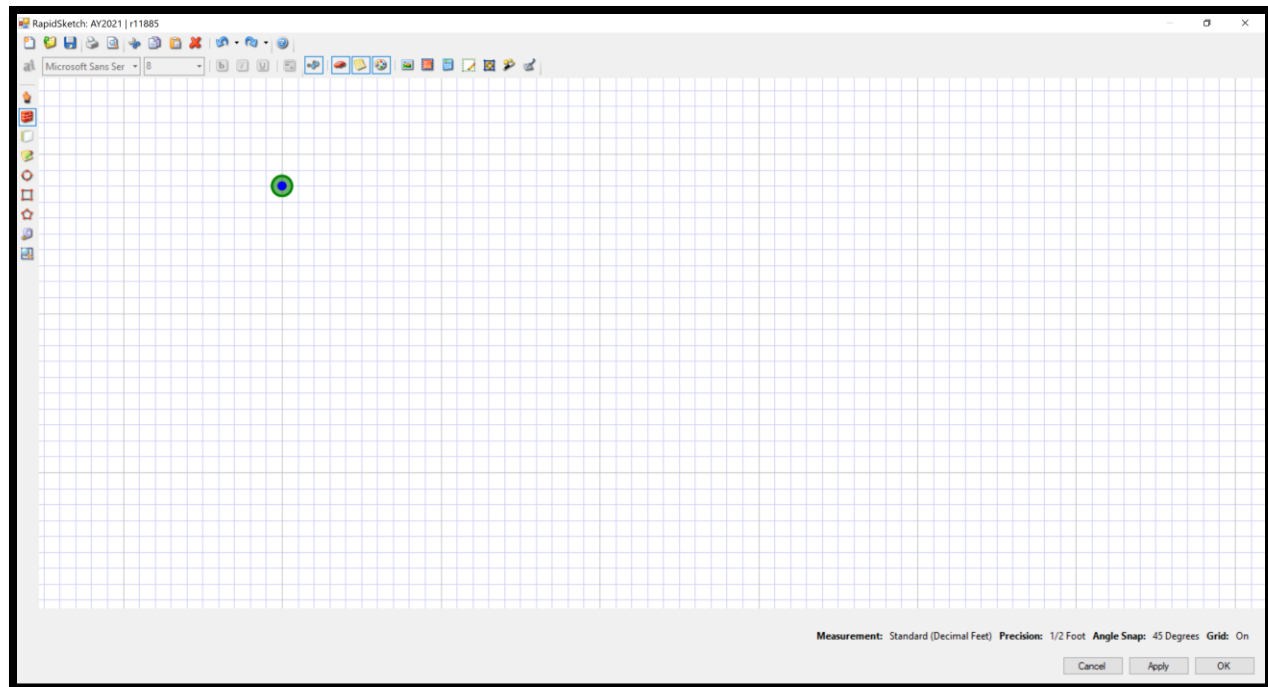 RapidSketch: AY2021 | r11885
Microsoft Sans Ser 8 b i u
Measurement: Standard (Decimal Feet) Precision: 1/2 Foot Angle Snap: 45 Degrees Grid: On
Cancel Apply OK